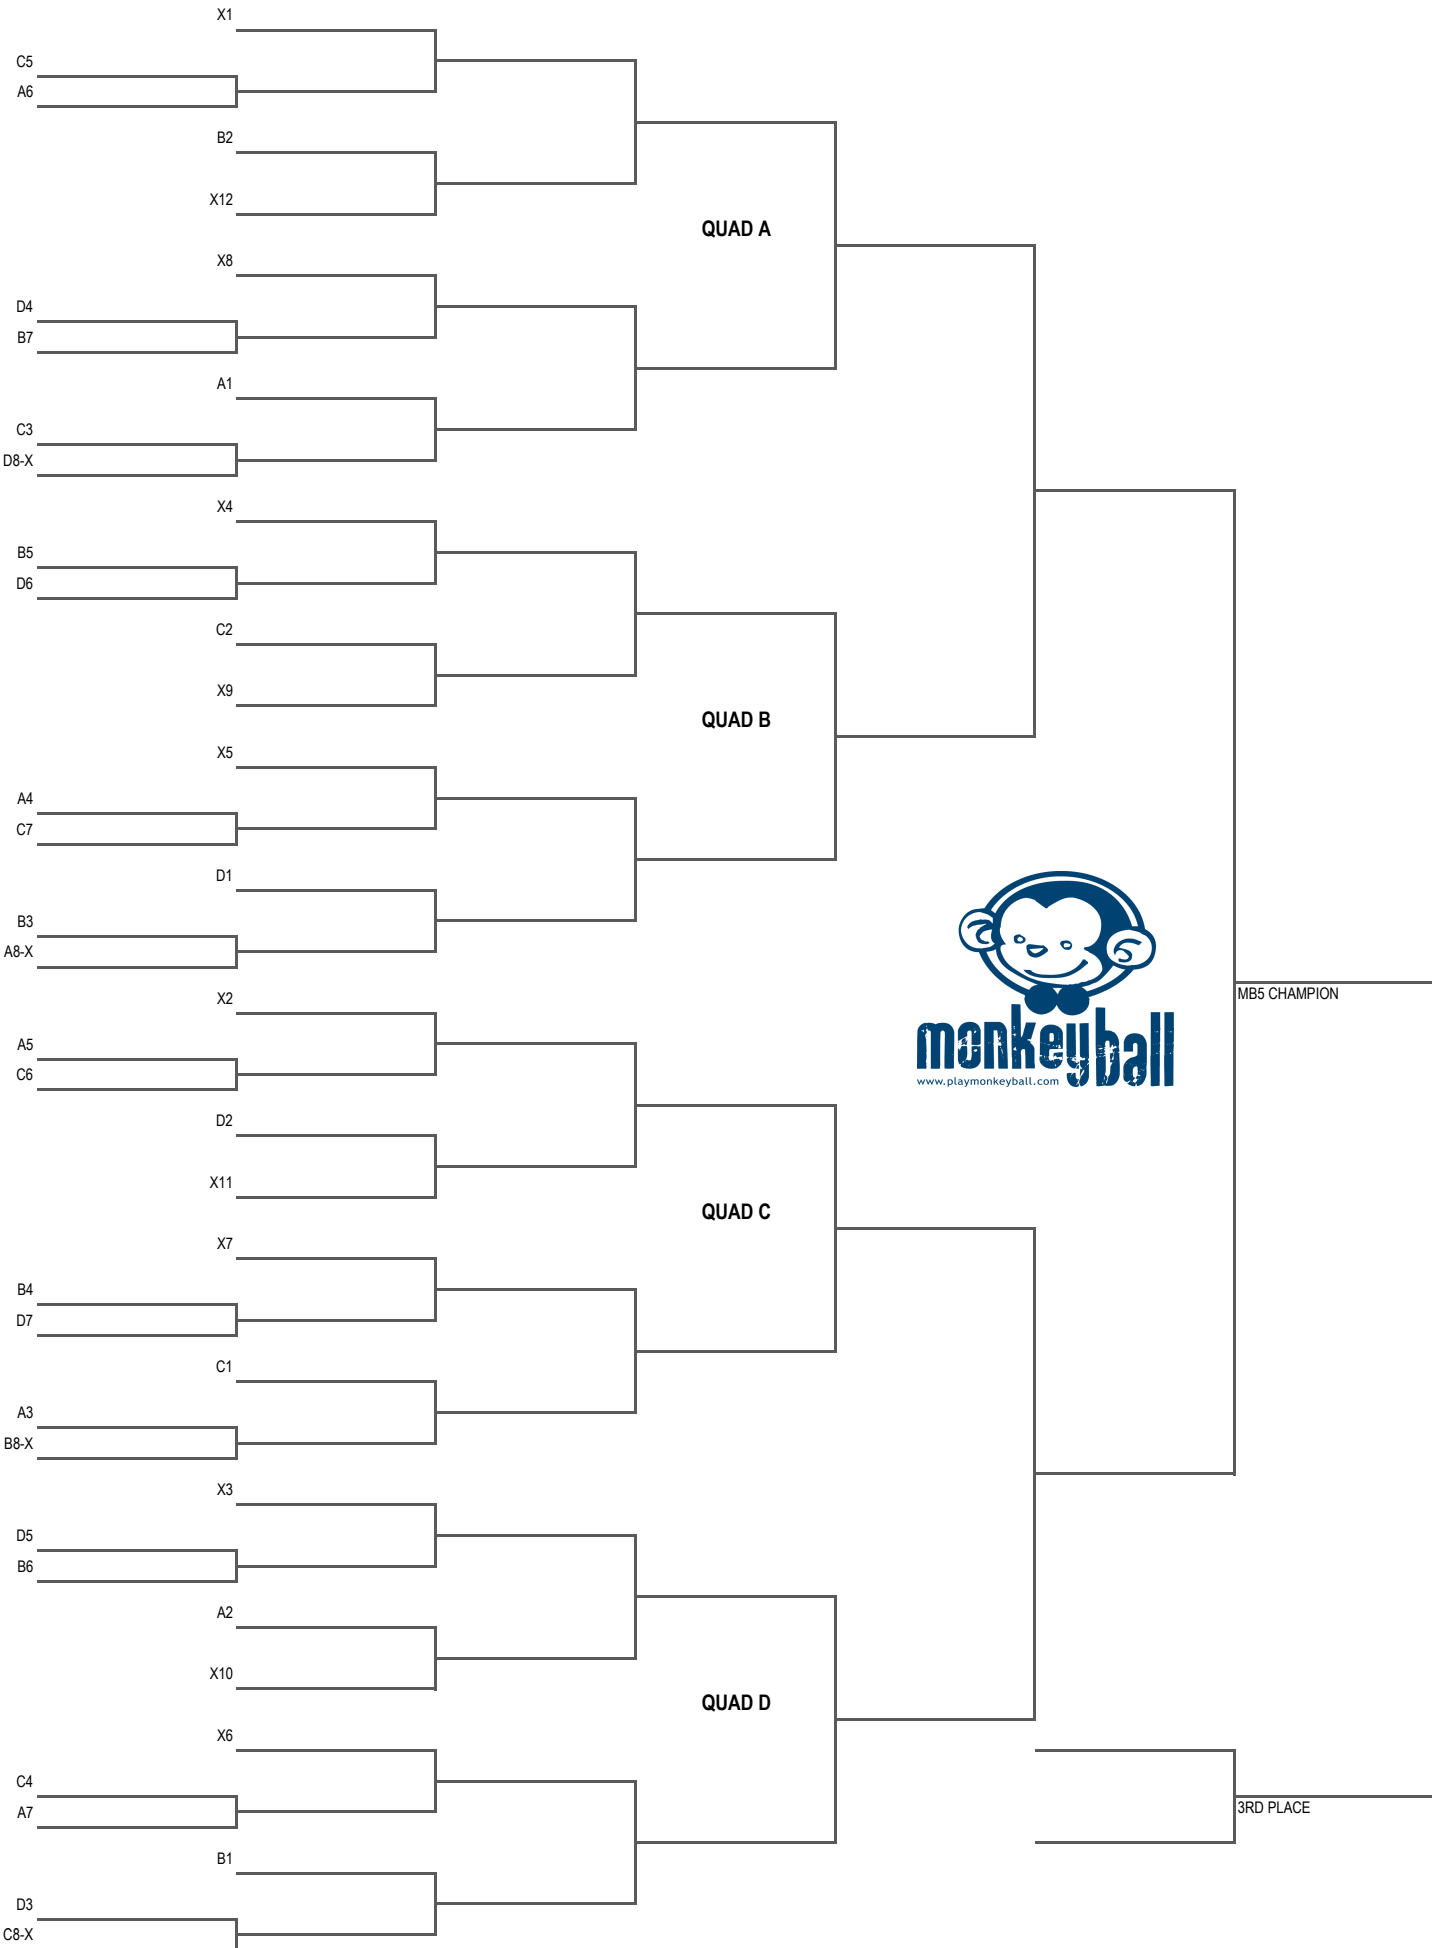 X1
C5
A6
B2
X12
QUAD A
X8
D4
B7
A1
C3
D8-X
X4
B5
D6
C2
X9
QUAD B
X5
A4
C7
D1
B3
A8-X
MB5 CHAMPION
X2
A5
C6
monkeyball
www.playmonkeyball.com
D2
X11
QUAD C
X7
B4
D7
C1
A3
B8-X
X3
D5
B6
A2
X10
QUAD D
X6
C4
A7
3RD PLACE
B1
D3
C8-X